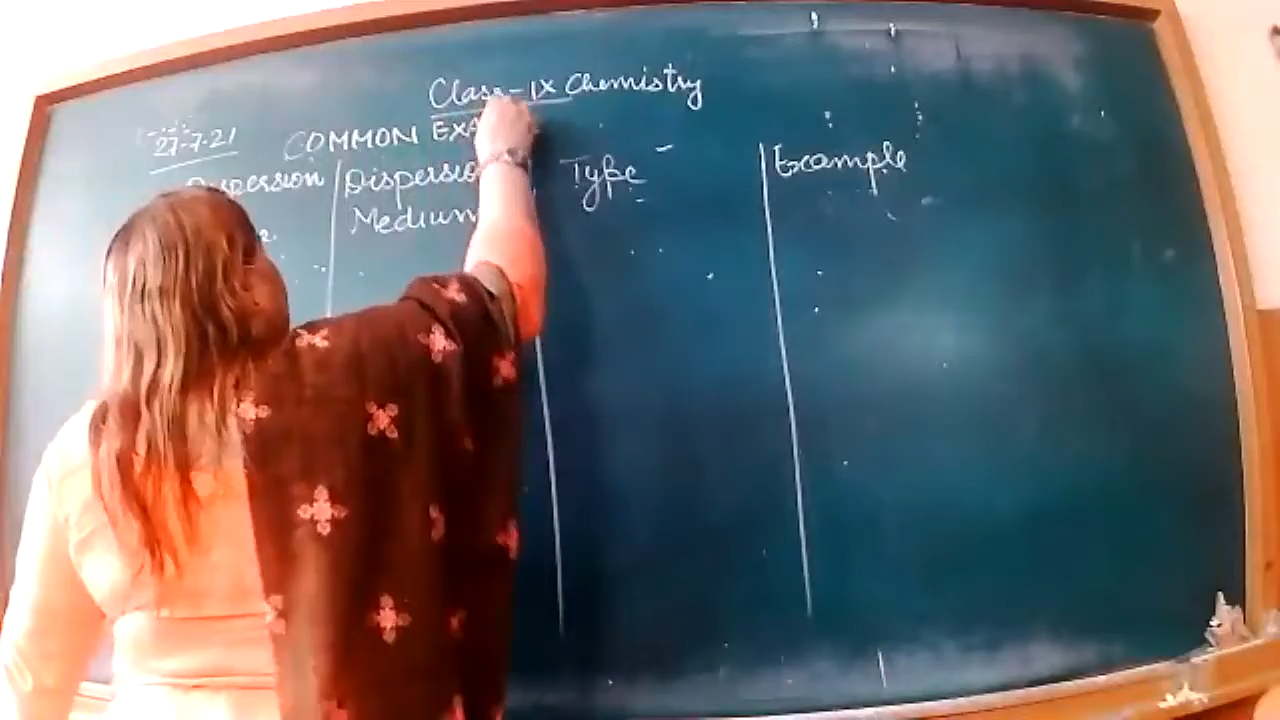 Class-IX Chemistry
27-7-21
COMMON EXA
Dispersion Type Example
Medium